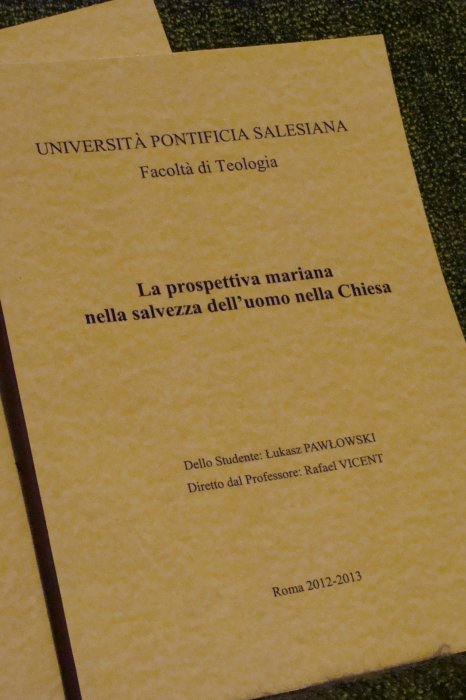 UNIVERSITÀ PONTIFICIA SALESIANA
Facoltà di Teologia
La prospettiva mariana
nella salvezza dell'uomo nella Chiesa
Dello Studente: Łukasz PAWŁOWSKI
Diretto dal Professore: Rafael VICENT
Roma 2012-2013